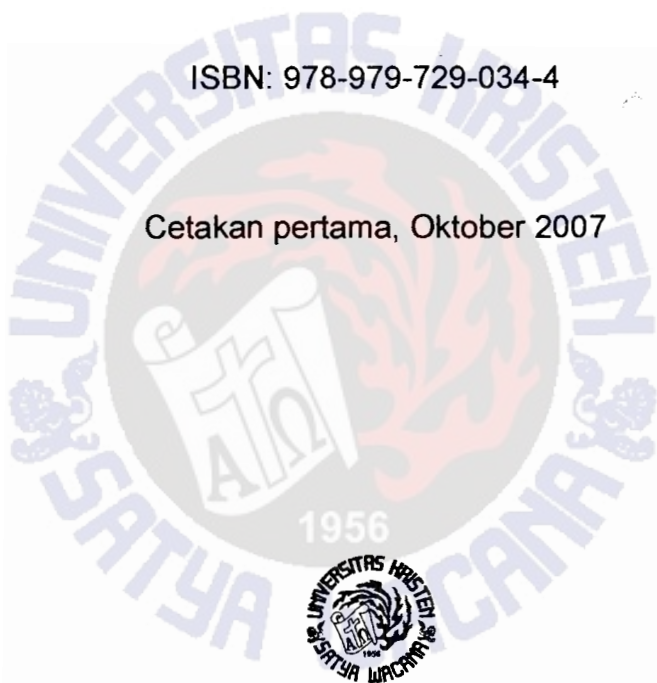 ISBN: 978-979-729-034-4
Cetakan pertama, Oktober 2007
UNIVERSITAS KRISTEN
SATYA WACANA
A Ω
1956
UNIVERSITAS KRISTEN
SATYA WACANA
A Ω
1956